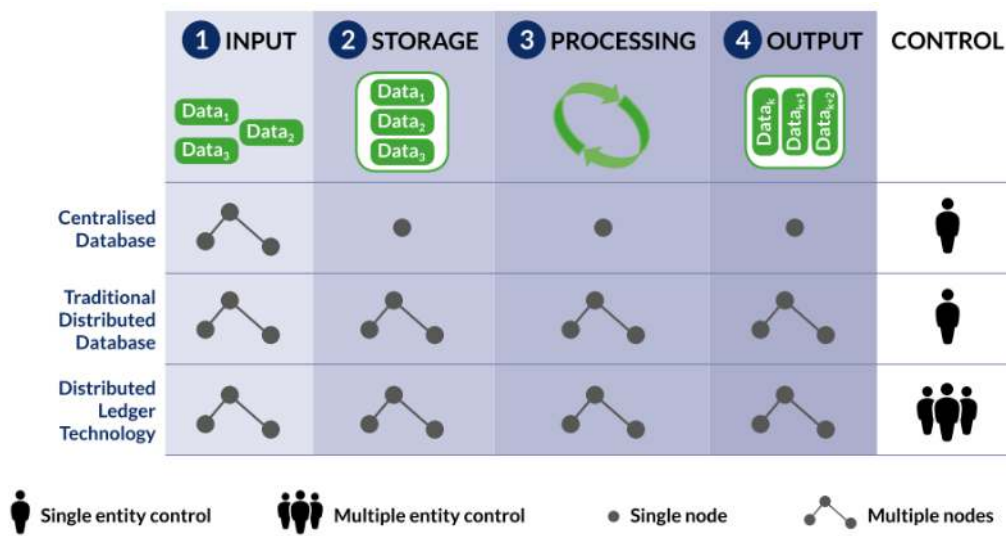 1 INPUT 2 STORAGE 3 PROCESSING 4 OUTPUT CONTROL
Data₁
Data₂
Data₃
Data₁
Data₂
Data₃
Dataₖ
Dataₖ₊₁
Dataₖ₊₂
Centralised
Database
Traditional
Distributed
Database
Distributed
Ledger
Technology
Single entity control Multiple entity control Single node Multiple nodes